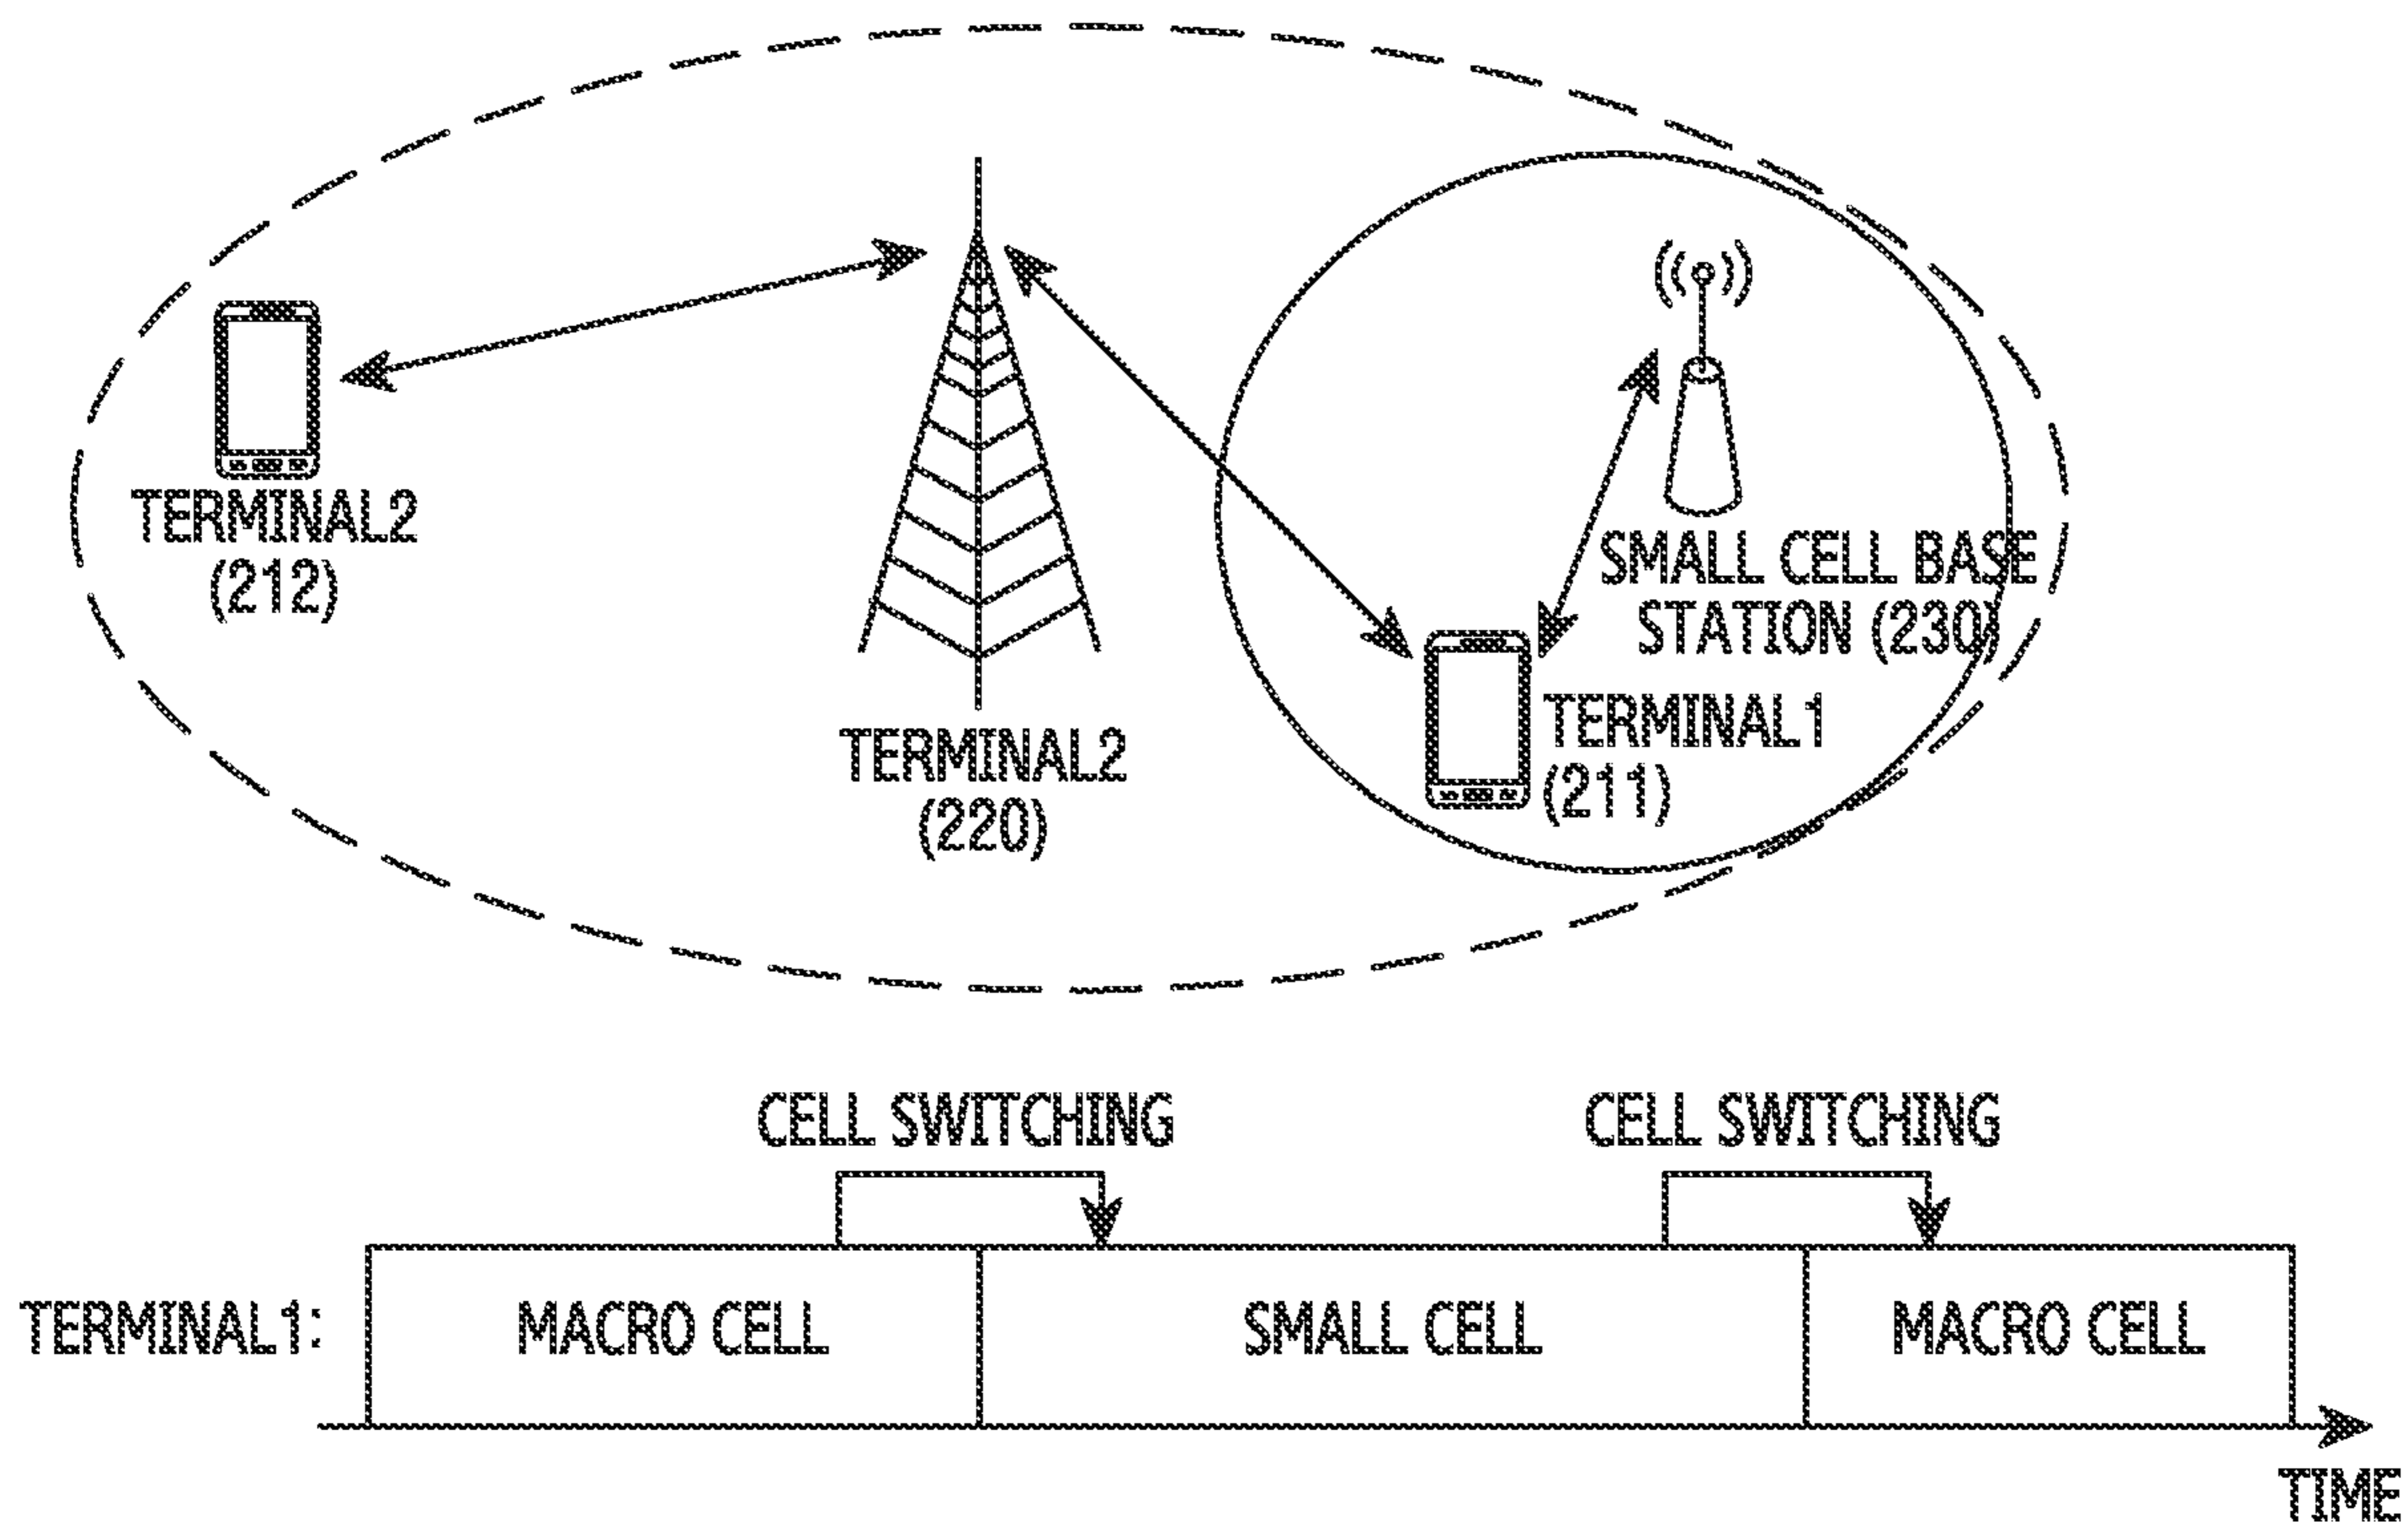 TERMINAL2
(212)
TERMINAL2
(220)
SMALL CELL BASE
STATION (230)
TERMINAL1
(211)
CELL SWITCHING
CELL SWITCHING
TERMINAL1:
MACRO CELL
SMALL CELL
MACRO CELL
TIME